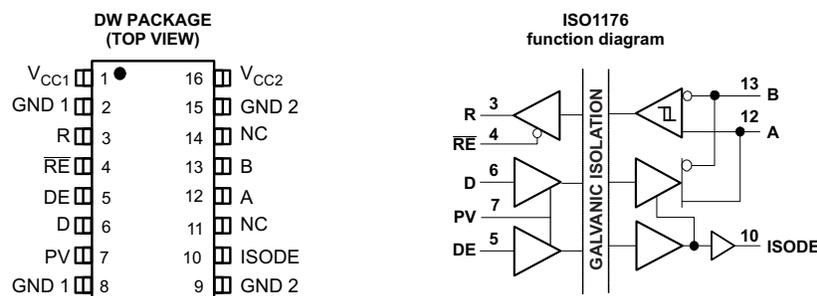 DW PACKAGE
(TOP VIEW)
VCC1 1 16 VCC2
GND 1 2 15 GND 2
R 3 14 NC
RE 4 13 B
DE 5 12 A
D 6 11 NC
PV 7 10 ISODE
GND 1 8 9 GND 2
ISO1176
function diagram
R 3
RE 4
D 6
PV 7
DE 5
GALVANIC ISOLATION
13 B
12 A
10 ISODE